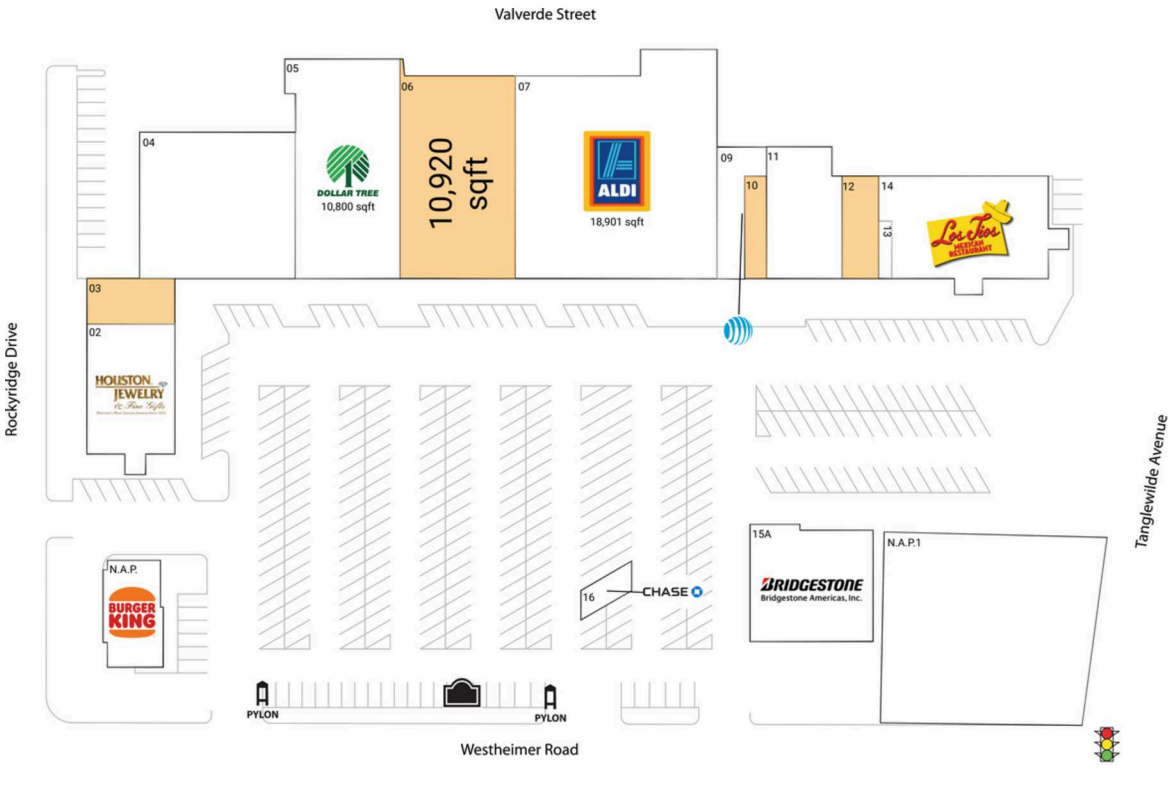 Valverde Street
05
06
07
04
DOLLAR TREE
10,800 sqft
10,920
sqft
ALDI
18,901 sqft
09
11
10
12
14
13
Los Tios
MEXICAN
RESTAURANT
03
02
HOUSTON
JEWELRY
& Fine Gifts
Rockyridge Drive
Tanglewilde Avenue
15A
BRIDGESTONE
Bridgestone Americas, Inc.
N.A.P.1
N.A.P.
BURGER
KING
16
CHASE
PYLON
PYLON
Westheimer Road